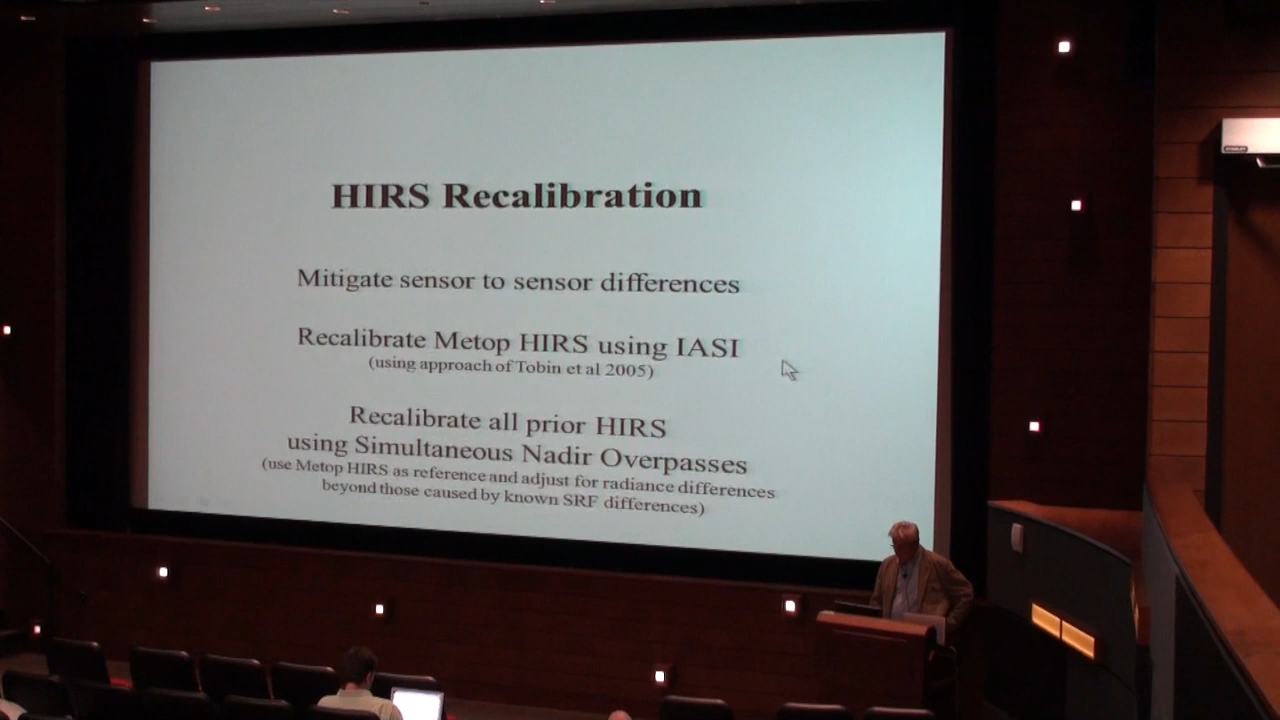 HIRS Recalibration
Mitigate sensor to sensor differences
Recalibrate Metop HIRS using IASI
(using approach of Tobin et al 2005)
Recalibrate all prior HIRS
using Simultaneous Nadir Overpasses
(use Metop HIRS as reference and adjust for radiance differences
beyond those caused by known SRF differences)